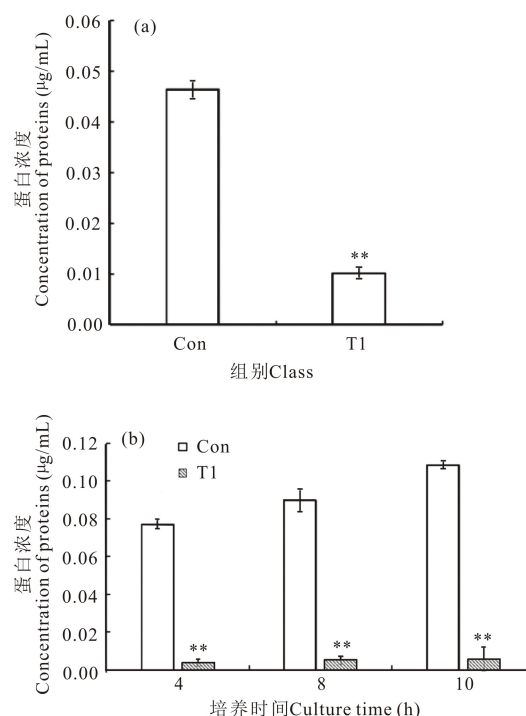 (a)
0.06
0.05
0.04
0.03
0.02
0.01
0.00
蛋白浓度
Concentration of proteins (μg/mL)
**
Con
T1
组别Class
(b)
Con
T1
0.12
0.10
0.08
0.06
0.04
0.02
0.00
蛋白浓度
Concentration of proteins (μg/mL)
**
**
**
4
8
10
培养时间Culture time (h)